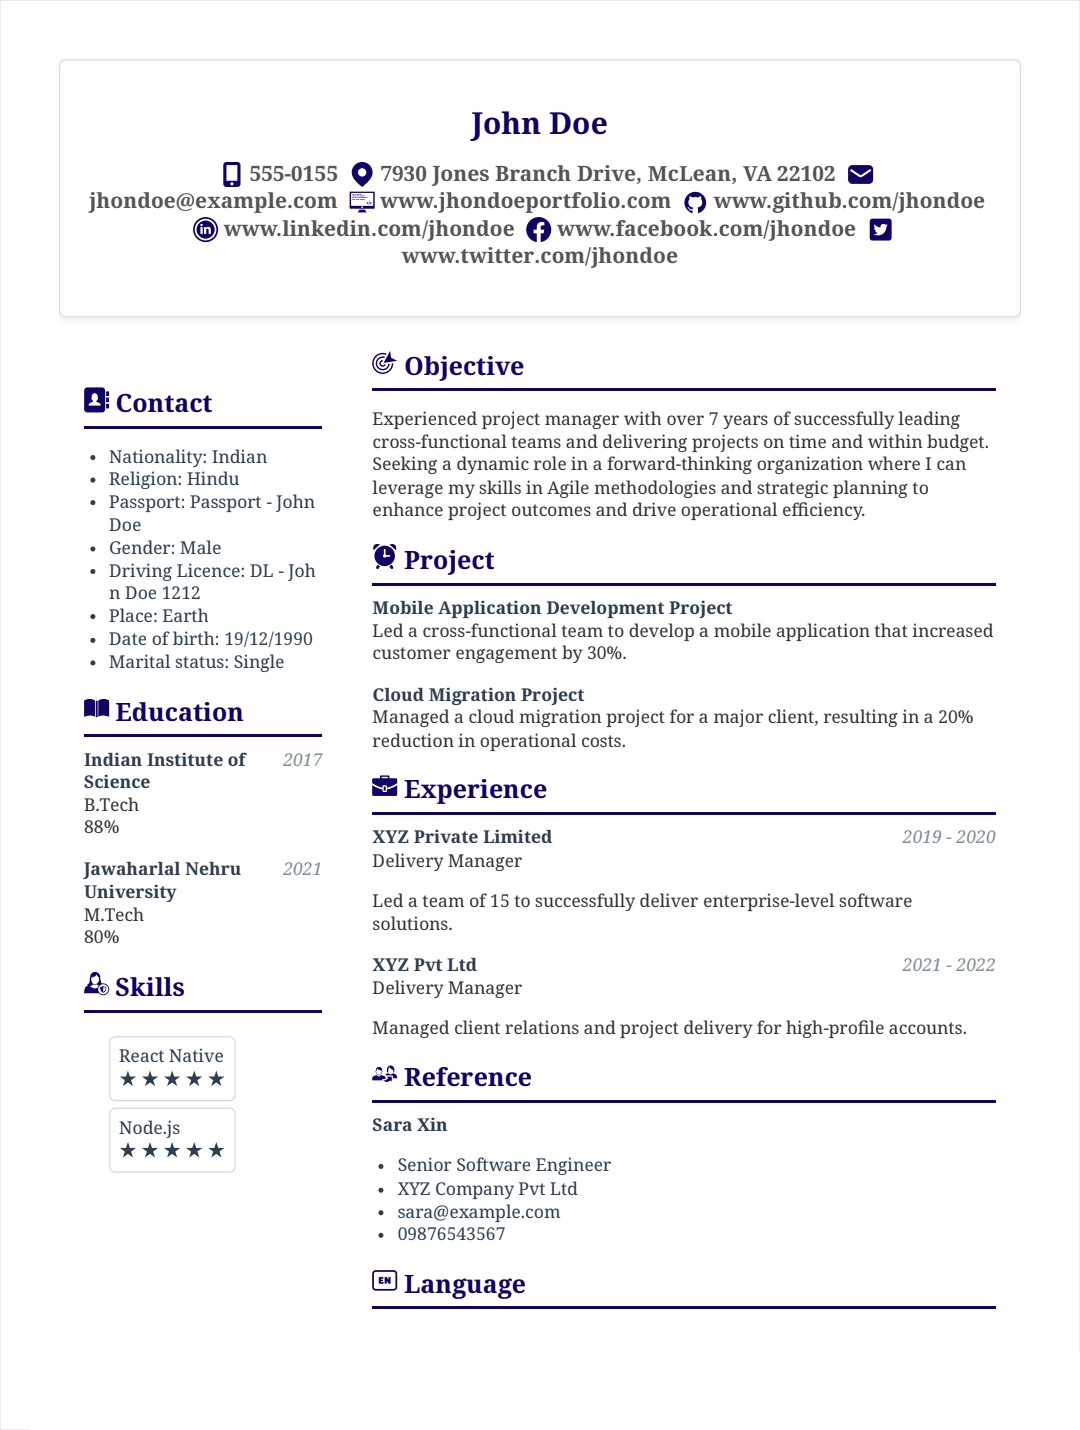 John Doe
555-0155 7930 Jones Branch Drive, McLean, VA 22102
jhondoe@example.com www.jhondoeportfolio.com www.github.com/jhondoe
www.linkedin.com/jhondoe www.facebook.com/jhondoe
www.twitter.com/jhondoe
Contact
• Nationality: Indian
• Religion: Hindu
• Passport: Passport - John
Doe
• Gender: Male
• Driving Licence: DL - Joh
n Doe 1212
• Place: Earth
• Date of birth: 19/12/1990
• Marital status: Single
Education
Indian Institute of 2017
Science
B.Tech
88%
Jawaharlal Nehru 2021
University
M.Tech
80%
Skills
React Native
★★★★★
Node.js
★★★★★
Objective
Experienced project manager with over 7 years of successfully leading
cross-functional teams and delivering projects on time and within budget.
Seeking a dynamic role in a forward-thinking organization where I can
leverage my skills in Agile methodologies and strategic planning to
enhance project outcomes and drive operational efficiency.
Project
Mobile Application Development Project
Led a cross-functional team to develop a mobile application that increased
customer engagement by 30%.
Cloud Migration Project
Managed a cloud migration project for a major client, resulting in a 20%
reduction in operational costs.
Experience
XYZ Private Limited 2019 - 2020
Delivery Manager
Led a team of 15 to successfully deliver enterprise-level software
solutions.
XYZ Pvt Ltd 2021 - 2022
Delivery Manager
Managed client relations and project delivery for high-profile accounts.
Reference
Sara Xin
• Senior Software Engineer
• XYZ Company Pvt Ltd
• sara@example.com
• 09876543567
EN Language